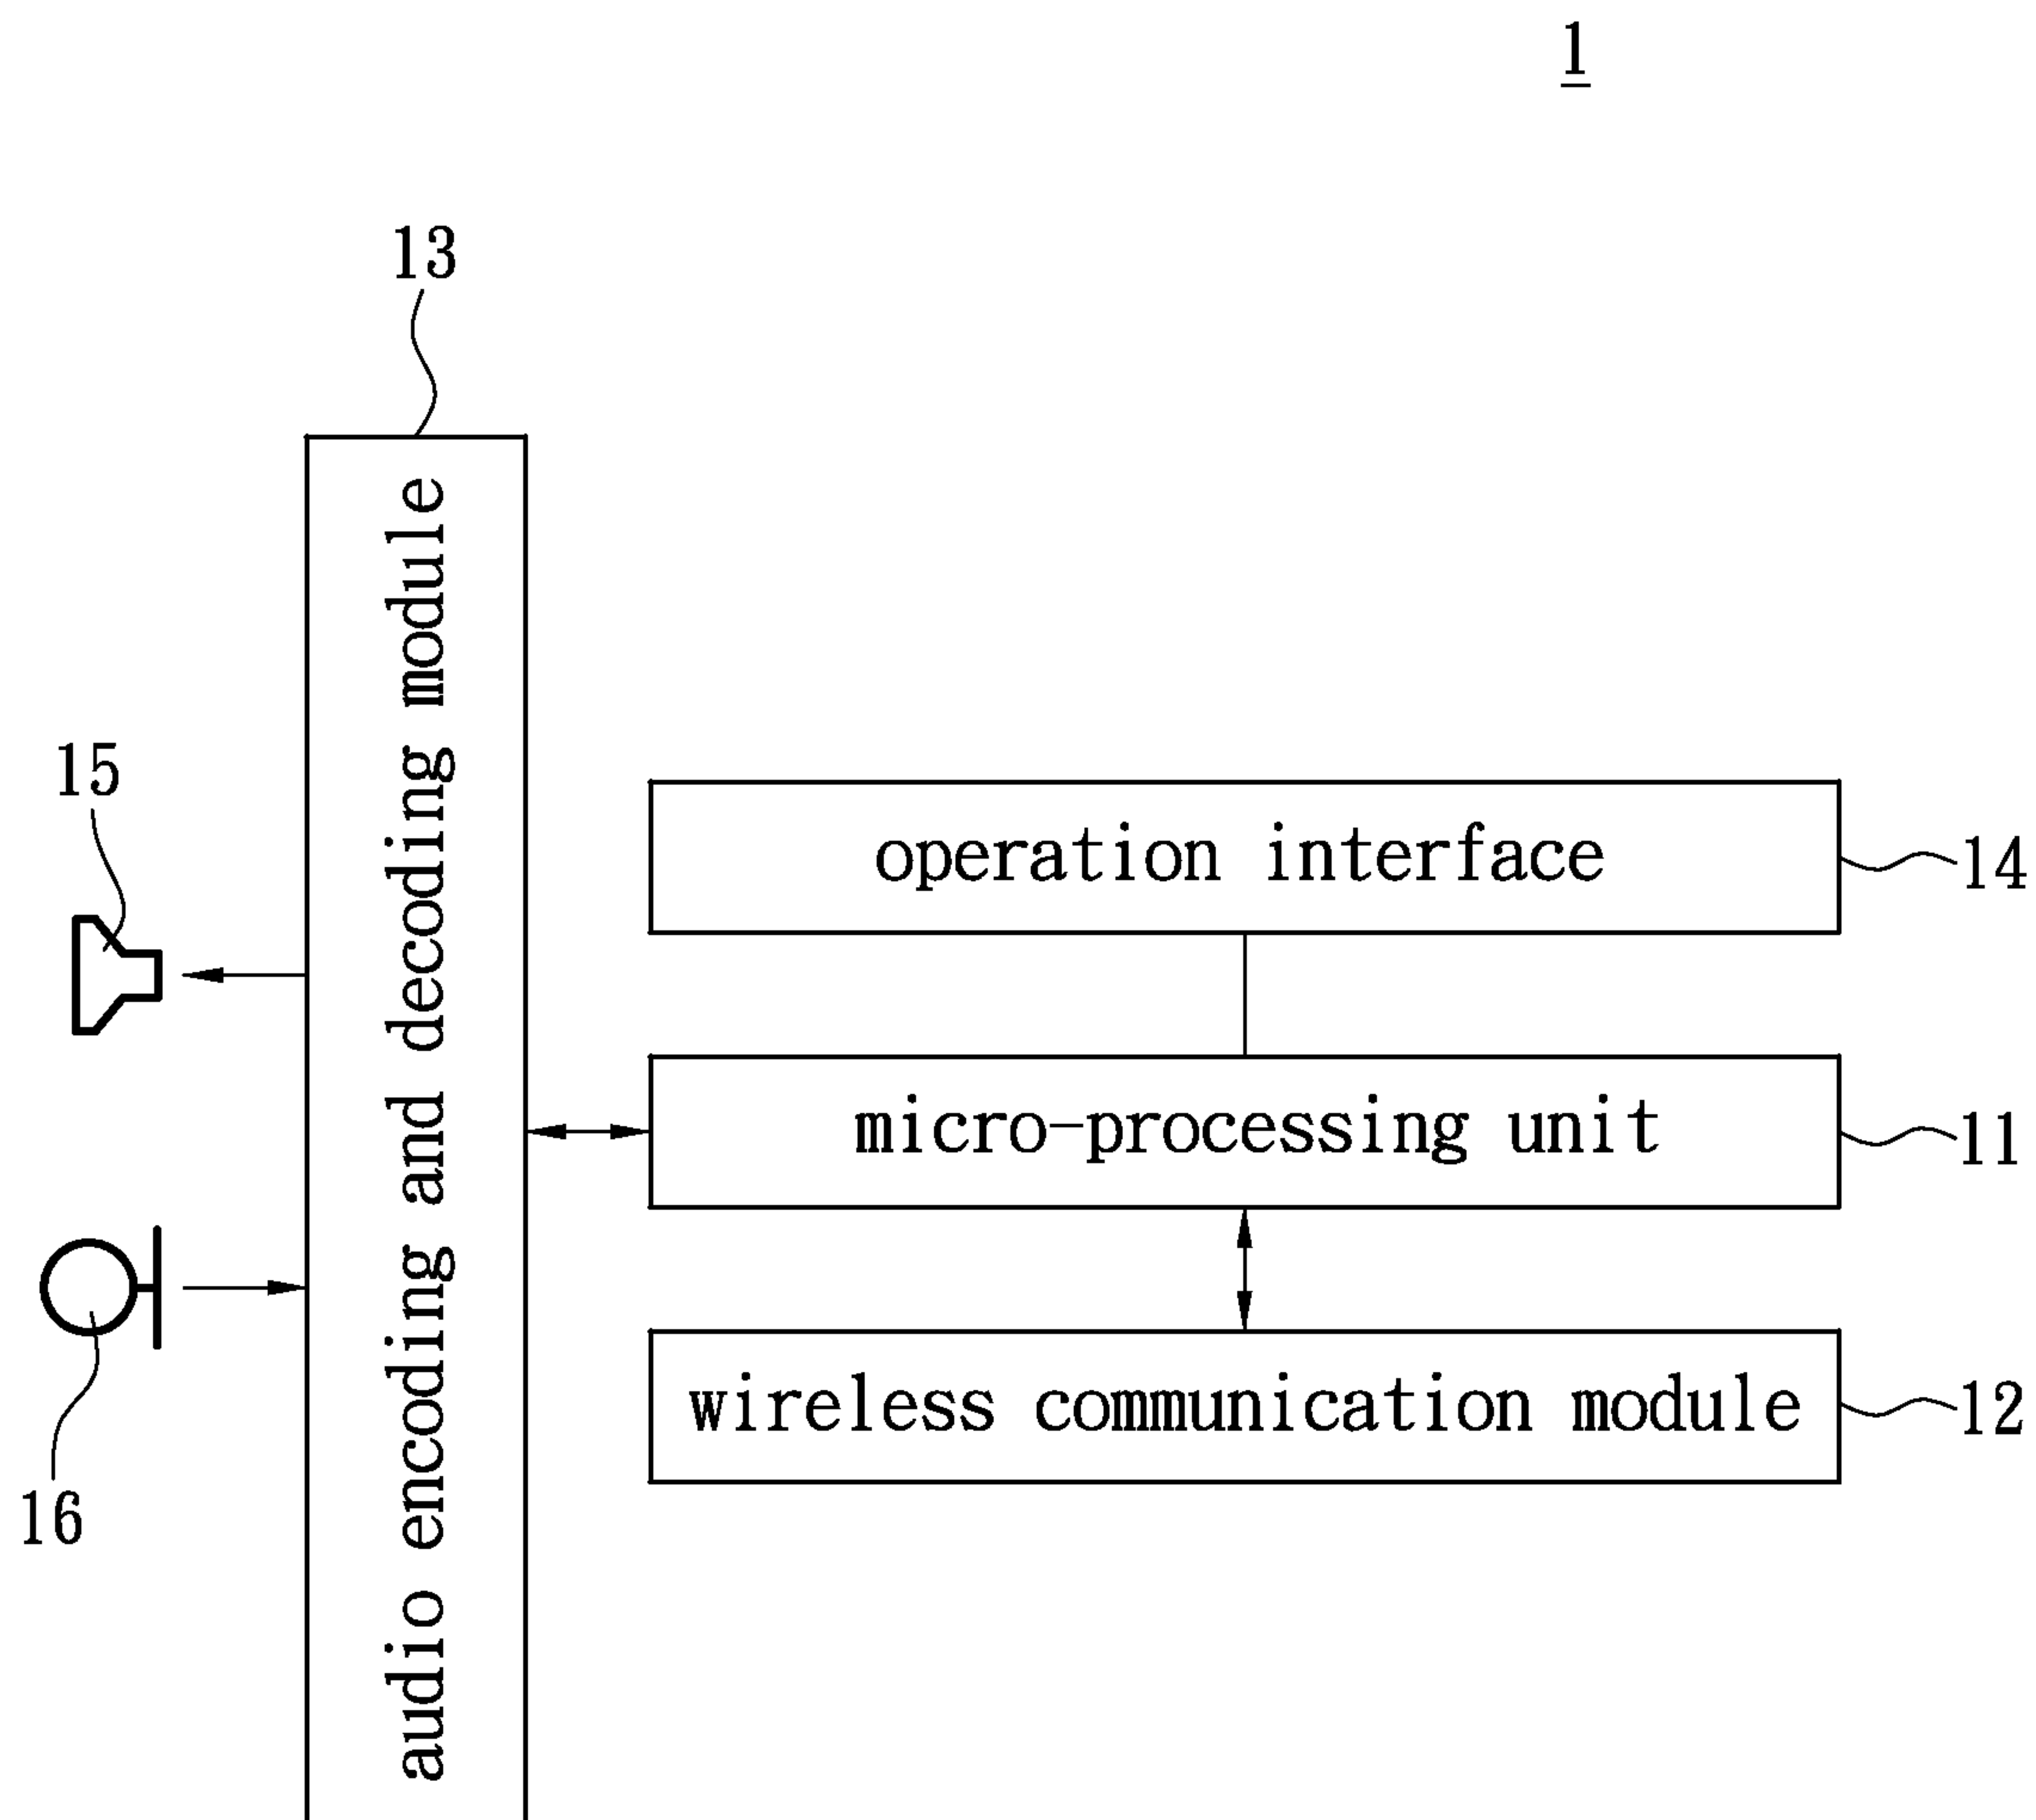 1
13
audio encoding and decoding module
15
operation interface
14
micro-processing unit
11
wireless communication module
12
16